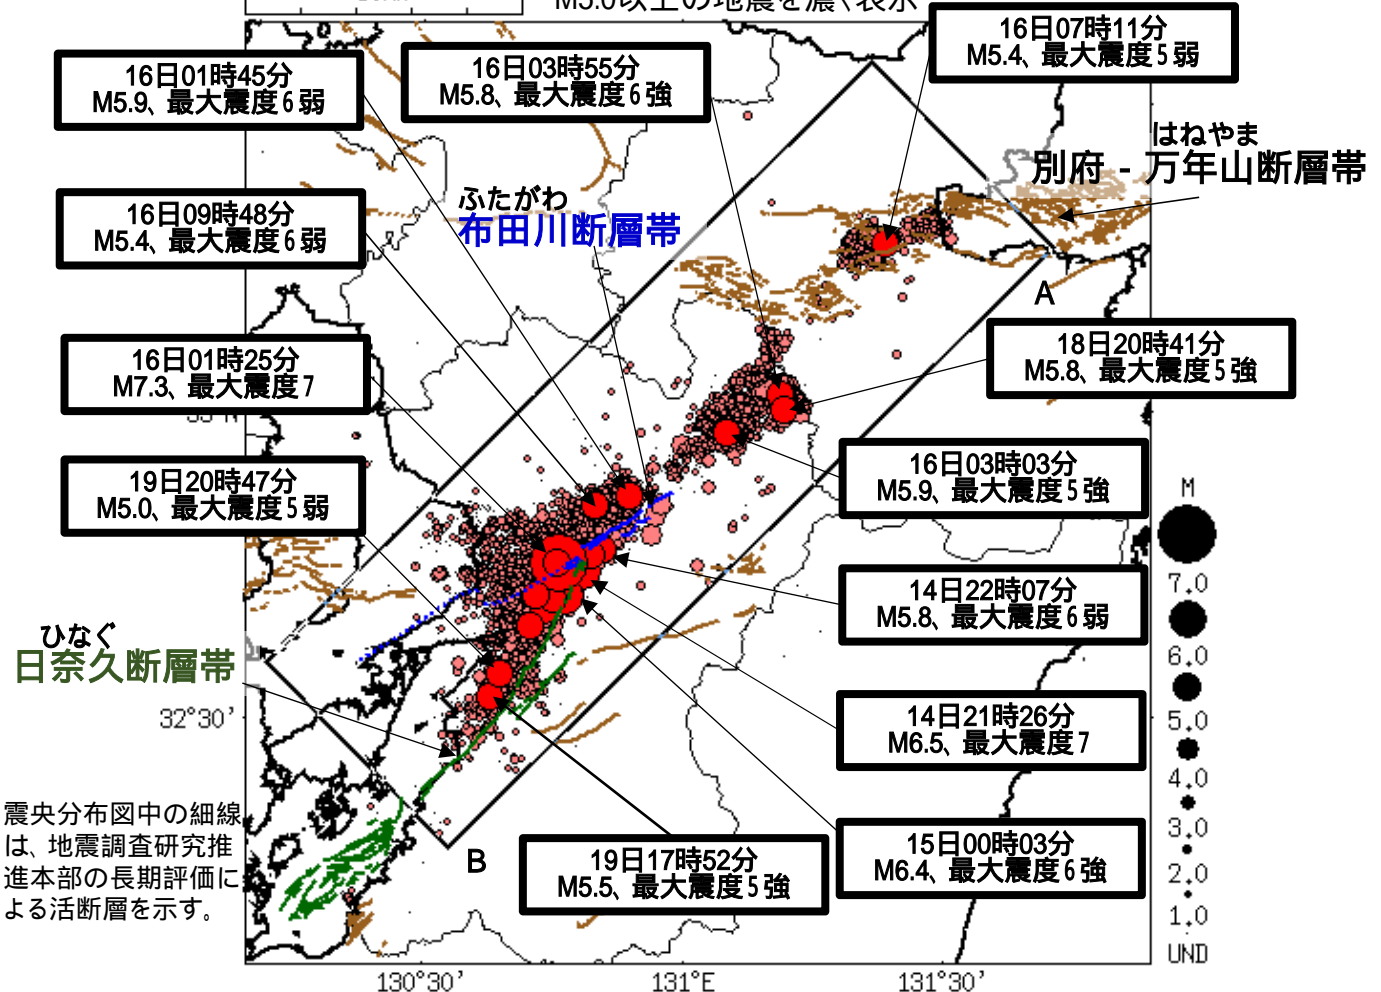 M5.0以上の地震を濃く表示
16日07時11分
M5.4、最大震度5弱
16日01時45分
M5.9、最大震度6弱
16日03時55分
M5.8、最大震度6強
はねやま
別府－万年山断層帯
16日09時48分
M5.4、最大震度6弱
ふたがわ
布田川断層帯
A
16日01時25分
M7.3、最大震度7
18日20時41分
M5.8、最大震度5強
16日03時03分
M5.9、最大震度5強
19日20時47分
M5.0、最大震度5弱
14日22時07分
M5.8、最大震度6弱
ひなぐ
日奈久断層帯
32°30'
14日21時26分
M6.5、最大震度7
15日00時03分
M6.4、最大震度6強
19日17時52分
M5.5、最大震度5強
B
震央分布図中の細線
は、地震調査研究推
進本部の長期評価に
よる活断層を示す。
M
7.0
6.0
5.0
4.0
3.0
2.0
1.0
UND
130°30'
131°E
131°30'